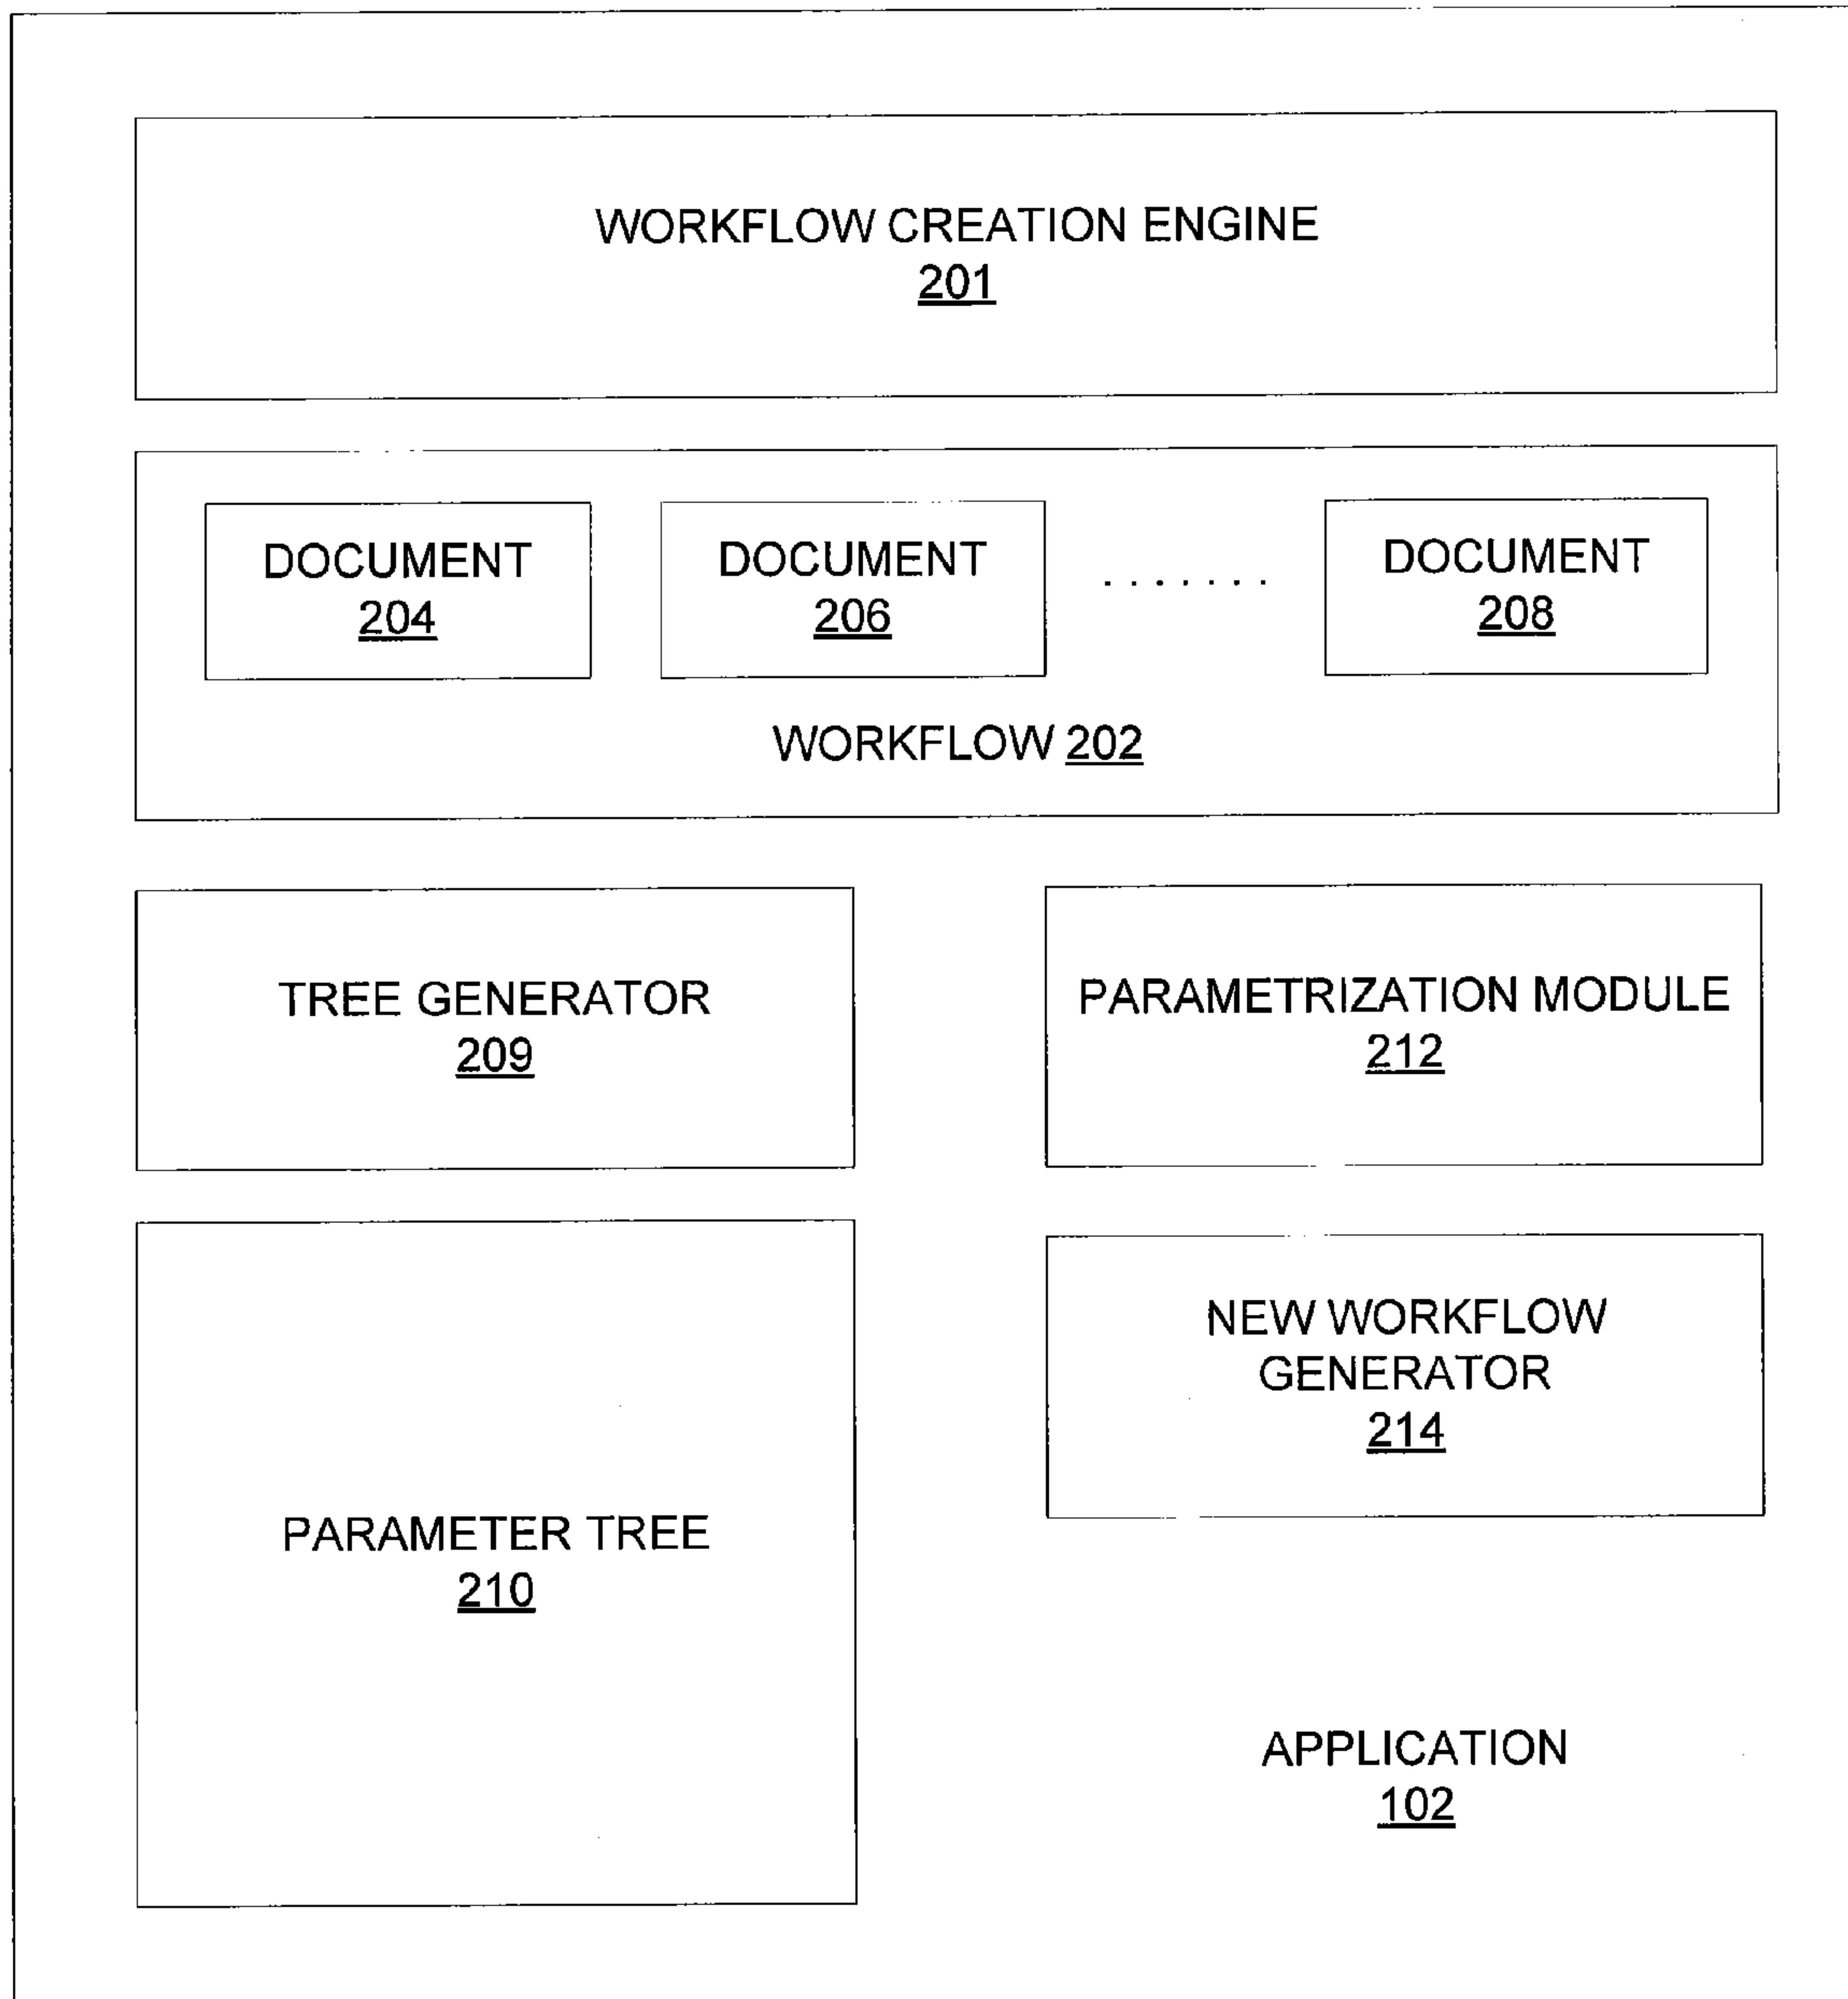 WORKFLOW CREATION ENGINE
201
DOCUMENT
204
DOCUMENT
206
.......
DOCUMENT
208
WORKFLOW 202
TREE GENERATOR
209
PARAMETRIZATION MODULE
212
PARAMETER TREE
210
NEW WORKFLOW
GENERATOR
214
APPLICATION
102